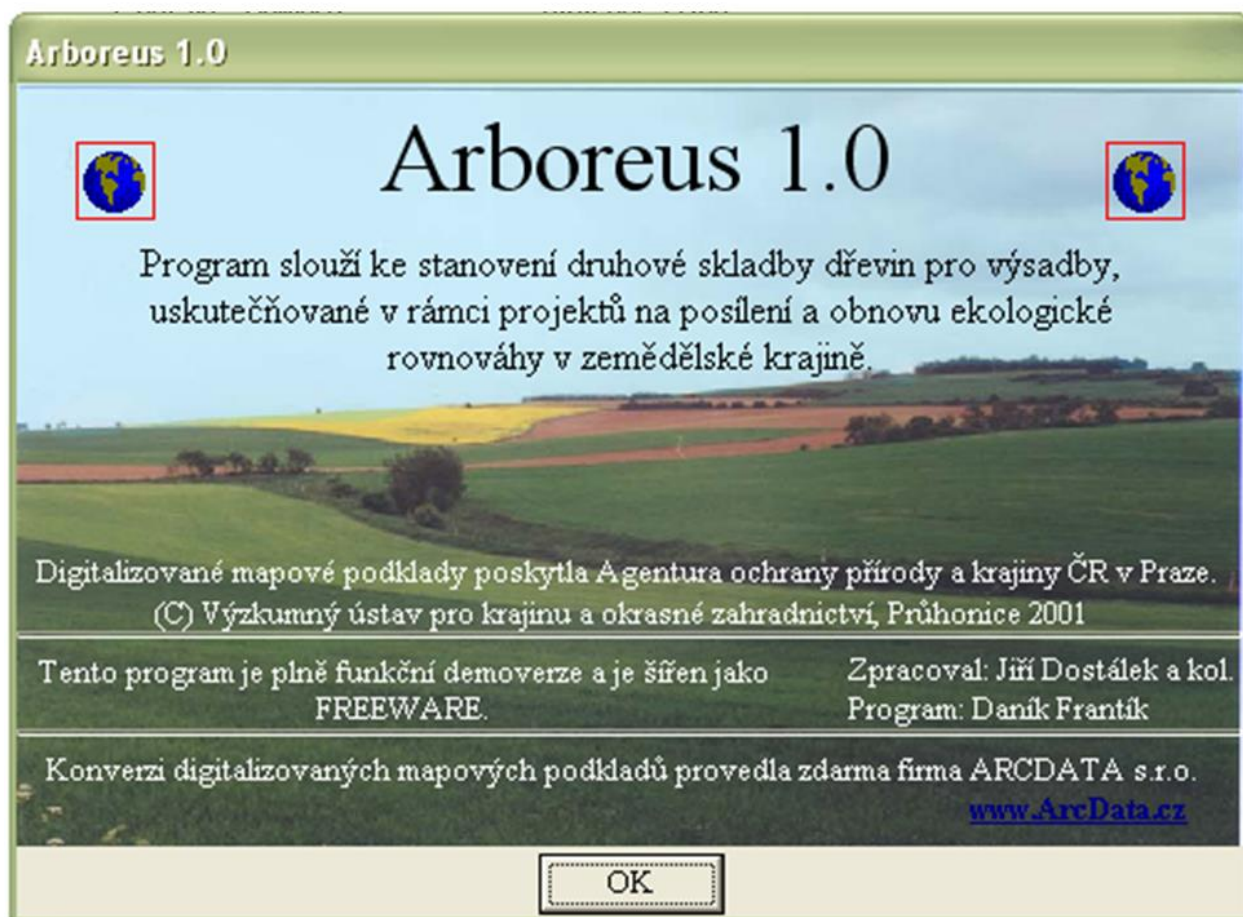 Arboreus 1.0
Arboreus 1.0
Program slouží ke stanovení druhové skladby dřevin pro výsadby,
uskutečňované v rámci projektů na posílení a obnovu ekologické
rovnováhy v zemědělské krajině.
Digitalizované mapové podklady poskytla Agentura ochrany přírody a krajiny ČR v Praze.
(C) Výzkumný ústav pro krajinu a okrasné zahradnictví, Průhonice 2001
Tento program je plně funkční demoverze a je šířen jako
FREEWARE.
Zpracoval: Jiří Dostálek a kol.
Program: Daník Frantík
Konverzi digitalizovaných mapových podkladů provedla zdarma firma ARCDATA s.r.o.
www.ArcData.cz
OK